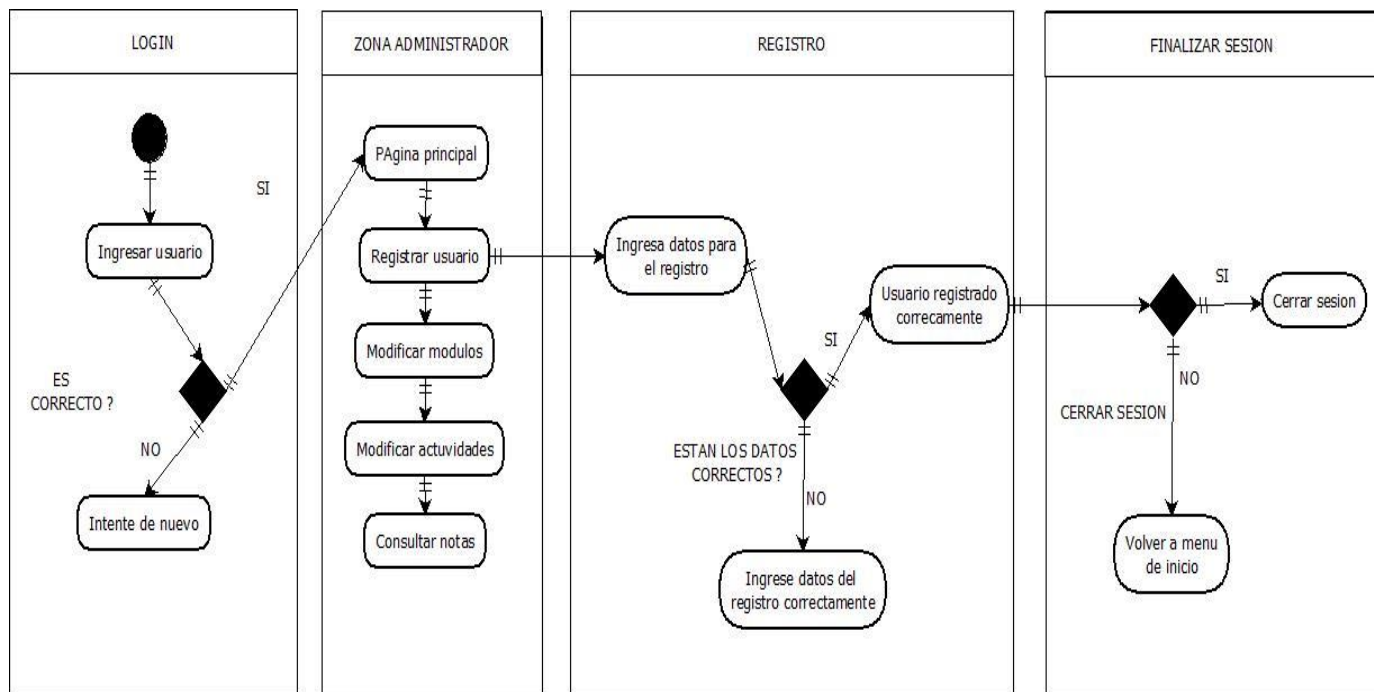 LOGIN
ZONA ADMINISTRADOR
REGISTRO
FINALIZAR SESION
SI
Ingresar usuario
ES
CORRECTO ?
NO
Intente de nuevo
PAgina principal
Registrar usuario
Modificar modulos
Modificar actuvidades
Consultar notas
Ingresa datos para
el registro
ESTAN LOS DATOS
CORRECTOS ?
SI
Usuario registrado
correcamente
NO
Ingrese datos del
registro correctamente
SI
Cerrar sesion
NO
CERRAR SESION
Volver a menu
de inicio